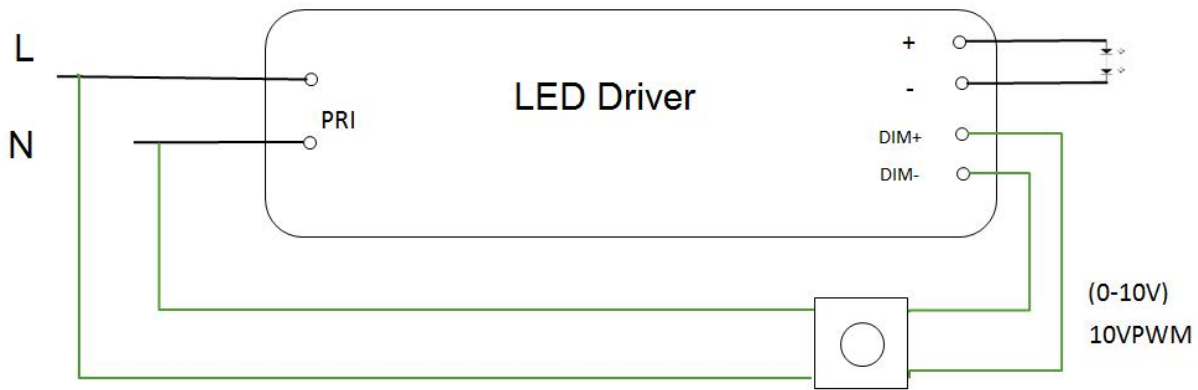 L
N
PRI
LED Driver
+
-
DIM+
DIM-
(0-10V)
10VPWM